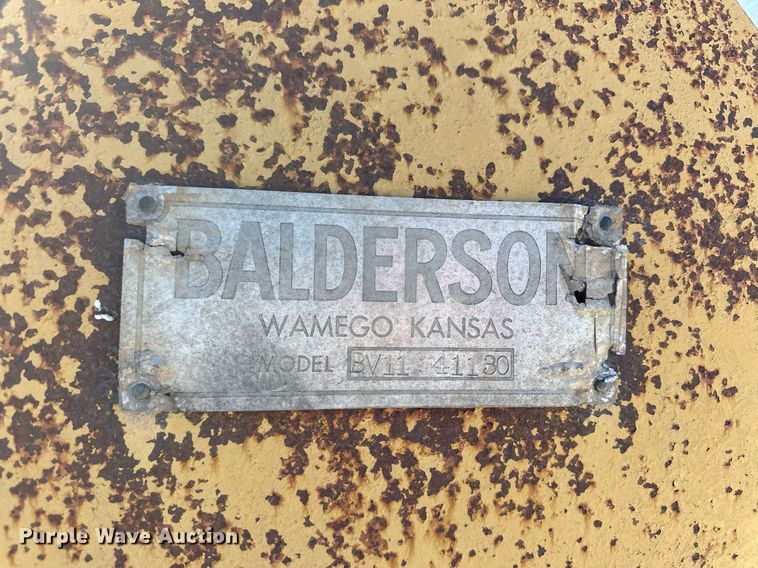 BALDERSON
WAMEGO KANSAS
MODEL BV11 41130
Purple Wave Auction